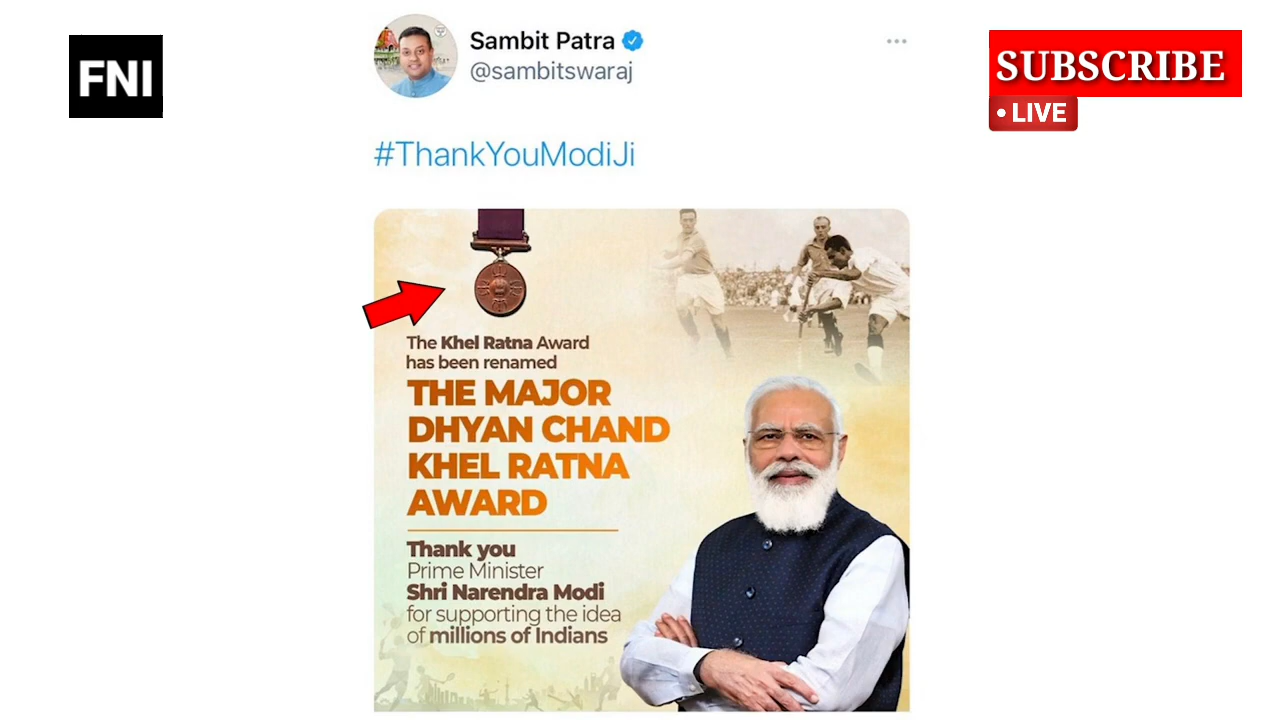 FNI
Sambit Patra
@sambitswaraj
SUBSCRIBE
• LIVE
#ThankYouModiJi
The Khel Ratna Award
has been renamed
THE MAJOR
DHYAN CHAND
KHEL RATNA
AWARD
Thank you
Prime Minister
Shri Narendra Modi
for supporting the idea
of millions of Indians